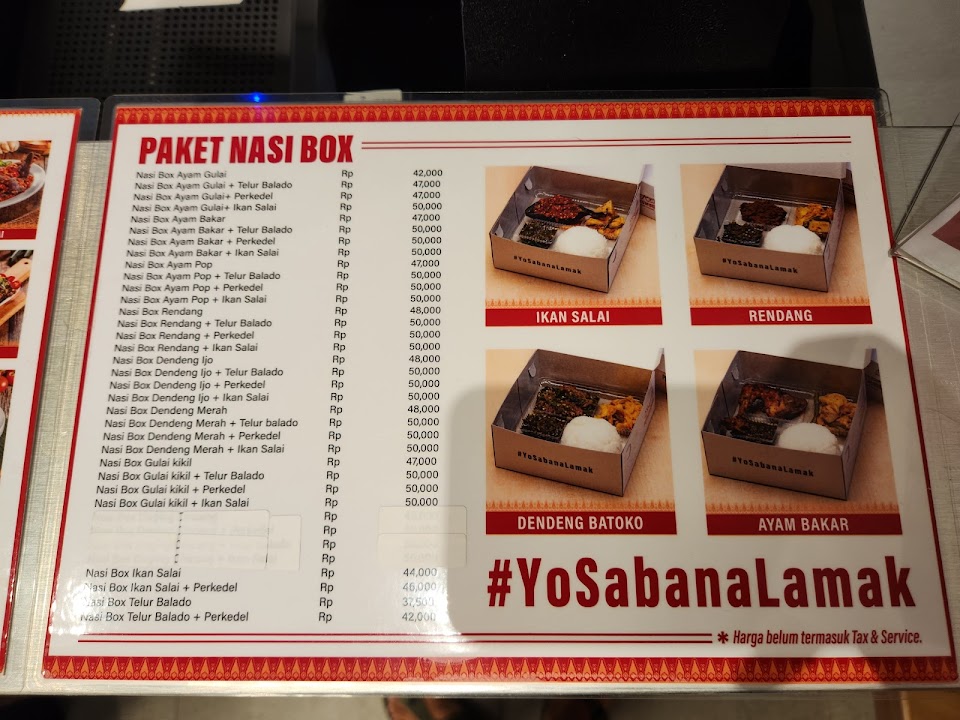 PAKET NASI BOX
Nasi Box Ayam Gulai Rp 42,000
Nasi Box Ayam Gulai + Telur Balado Rp 47,000
Nasi Box Ayam Gulai+ Perkedel Rp 47,000
Nasi Box Ayam Gulai+ Ikan Salai Rp 50,000
Nasi Box Ayam Bakar Rp 47,000
Nasi Box Ayam Bakar + Telur Balado Rp 50,000
Nasi Box Ayam Bakar + Perkedel Rp 50,000
Nasi Box Ayam Bakar + Ikan Salai Rp 50,000
Nasi Box Ayam Pop Rp 47,000
Nasi Box Ayam Pop + Telur Balado Rp 50,000
Nasi Box Ayam Pop + Perkedel Rp 50,000
Nasi Box Ayam Pop + Ikan Salai Rp 50,000
Nasi Box Rendang Rp 48,000
Nasi Box Rendang + Telur Balado Rp 50,000
Nasi Box Rendang + Perkedel Rp 50,000
Nasi Box Rendang + Ikan Salai Rp 50,000
Nasi Box Dendeng Ijo Rp 48,000
Nasi Box Dendeng Ijo + Telur Balado Rp 50,000
Nasi Box Dendeng Ijo + Perkedel Rp 50,000
Nasi Box Dendeng Ijo + Ikan Salai Rp 50,000
Nasi Box Dendeng Merah Rp 48,000
Nasi Box Dendeng Merah + Telur balado Rp 50,000
Nasi Box Dendeng Merah + Perkedel Rp 50,000
Nasi Box Dendeng Merah + Ikan Salai Rp 50,000
Nasi Box Gulai kikil Rp 47,000
Nasi Box Gulai kikil + Telur Balado Rp 50,000
Nasi Box Gulai kikil + Perkedel Rp 50,000
Nasi Box Gulai kikil + Ikan Salai Rp 50,000
Rp
Rp
Rp
Rp
Nasi Box Ikan Salai Rp 44,000
Nasi Box Ikan Salai + Perkedel Rp 46,000
Nasi Box Telur Balado Rp 37,500
Nasi Box Telur Balado + Perkedel Rp 42,000
#YoSabanaLamak
IKAN SALAI
#YoSabanaLamak
RENDANG
#YoSabanaLamak
DENDENG BATOKO
#YoSabanaLamak
AYAM BAKAR
#YoSabanaLamak
* Harga belum termasuk Tax & Service.